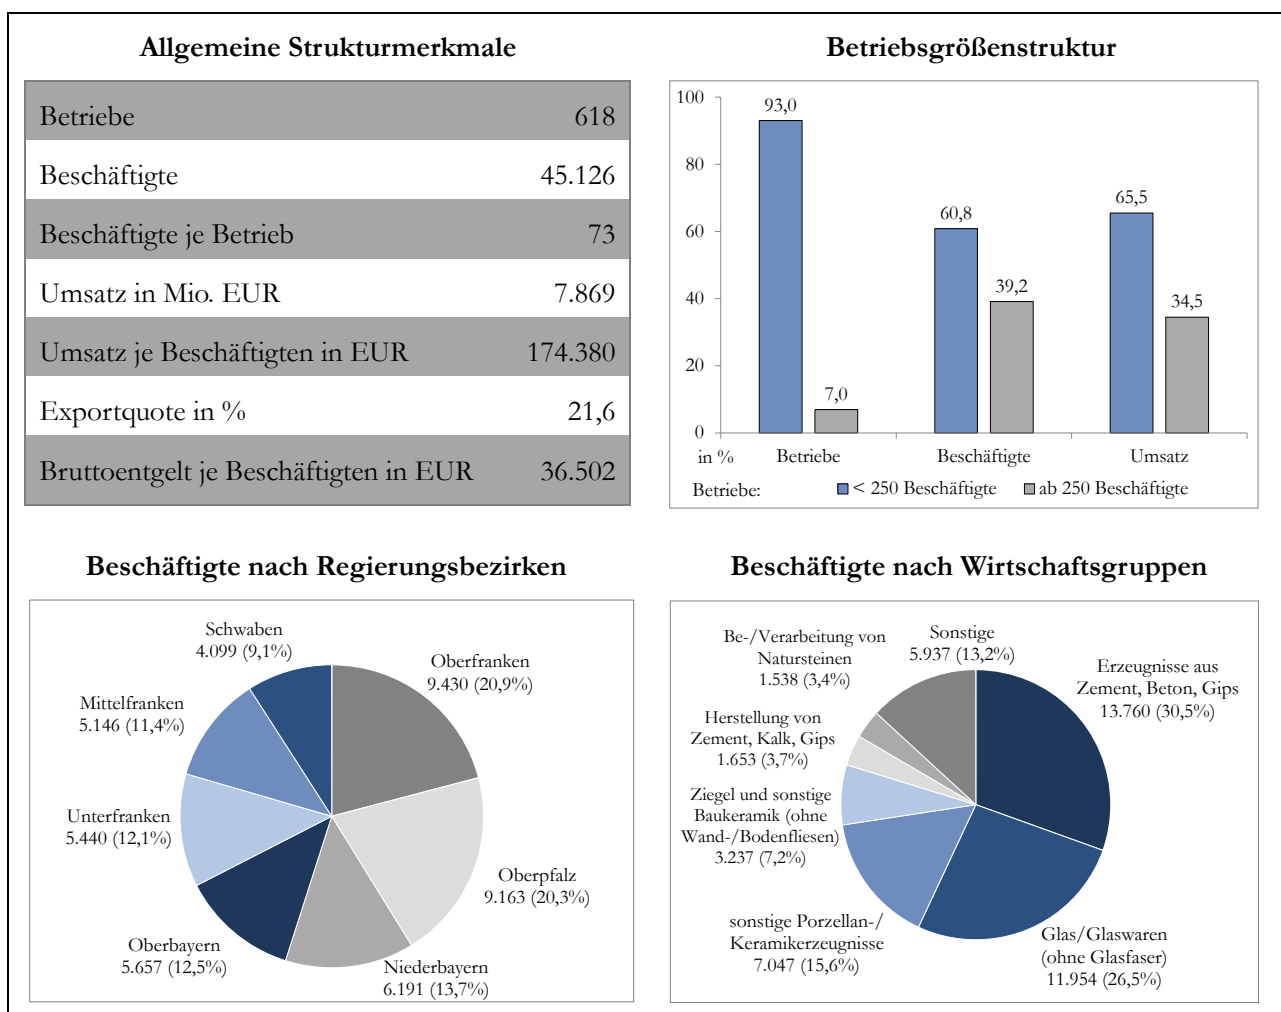 Allgemeine Strukturmerkmale
Betriebe 618
Beschäftigte 45.126
Beschäftigte je Betrieb 73
Umsatz in Mio. EUR 7.869
Umsatz je Beschäftigten in EUR 174.380
Exportquote in % 21,6
Bruttoentgelt je Beschäftigten in EUR 36.502
Betriebsgrößenstruktur
100
80
60
40
20
0
93,0
7,0
60,8
39,2
65,5
34,5
in % Betriebe Beschäftigte Umsatz
Betriebe: < 250 Beschäftigte ab 250 Beschäftigte
Beschäftigte nach Regierungsbezirken
Schwaben
4.099 (9,1%)
Oberfranken
9.430 (20,9%)
Mittelfranken
5.146 (11,4%)
Unterfranken
5.440 (12,1%)
Oberpfalz
9.163 (20,3%)
Oberbayern
5.657 (12,5%)
Niederbayern
6.191 (13,7%)
Beschäftigte nach Wirtschaftsgruppen
Be-/Verarbeitung von
Natursteinen
1.538 (3,4%)
Sonstige
5.937 (13,2%)
Erzeugnisse aus
Zement, Beton, Gips
13.760 (30,5%)
Herstellung von
Zement, Kalk, Gips
1.653 (3,7%)
Ziegel und sonstige
Baukeramik (ohne
Wand-/Bodenfliesen)
3.237 (7,2%)
sonstige Porzellan-/
Keramikerzeugnisse
7.047 (15,6%)
Glas/Glaswaren
(ohne Glasfaser)
11.954 (26,5%)